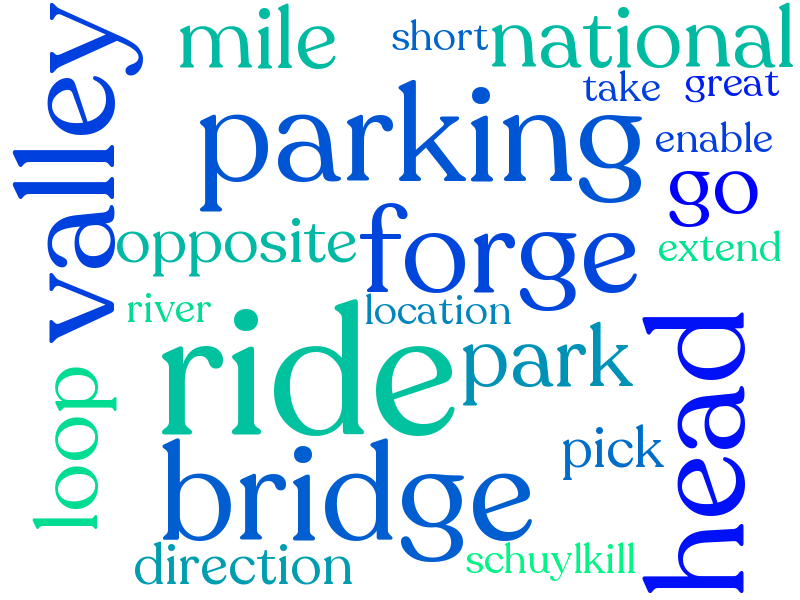 valley
mile
short
national
take
great
parking
enable
go
opposite
forge
extend
river
location
ride
park
head
loop
pick
bridge
direction
schuylkill